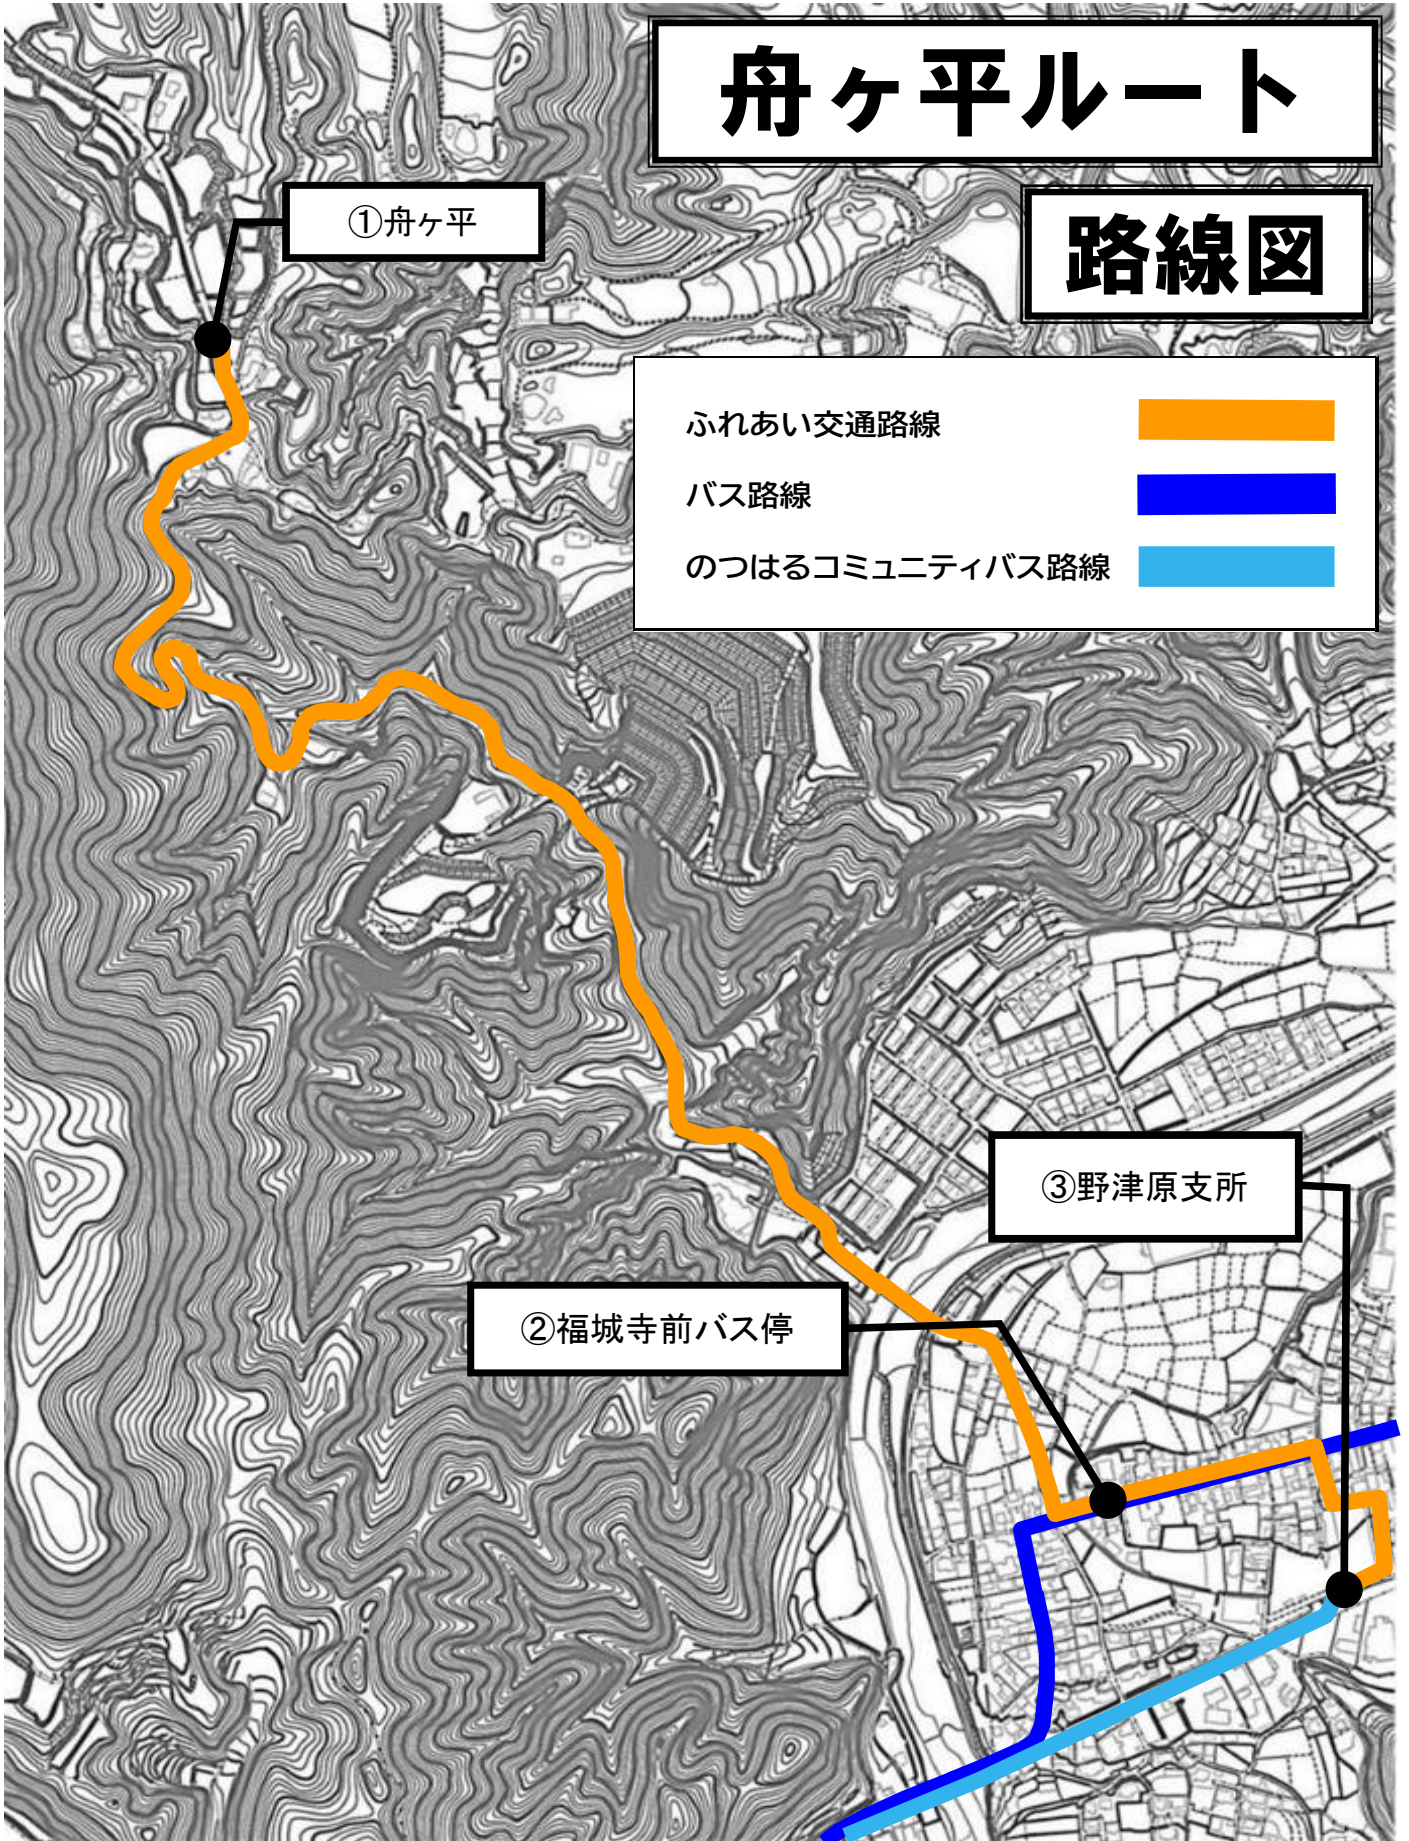 舟ヶ平ルート
路線図
①舟ヶ平
ふれあい交通路線
バス路線
のつはるコミュニティバス路線
③野津原支所
②福城寺前バス停